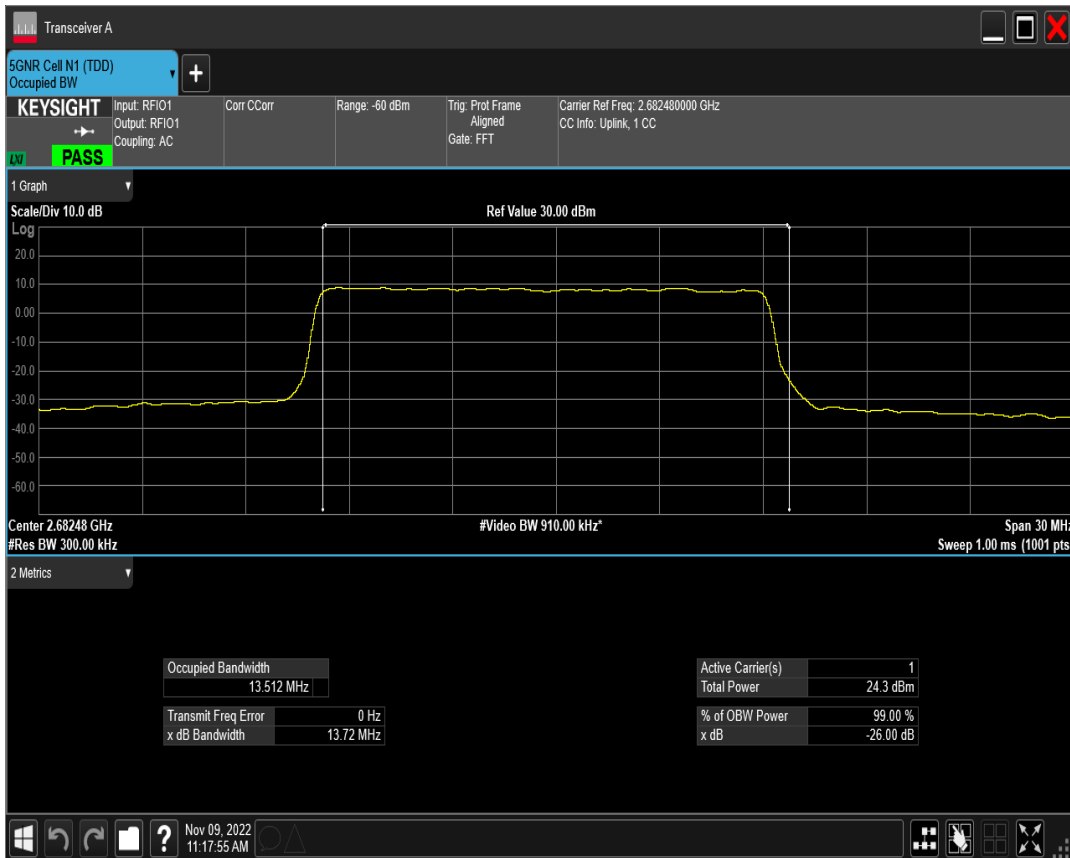 Transceiver A
5GNR Cell N1 (TDD)
Occupied BW
+
KEYSIGHT
LXI
PASS
Input: RFIO1
Output: RFIO1
Coupling: AC
Corr CCorr
Range: -60 dBm
Trig: Prot Frame
Aligned
Gate: FFT
Carrier Ref Freq: 2.682480000 GHz
CC Info: Uplink, 1 CC
1 Graph
Scale/Div 10.0 dB
Ref Value 30.00 dBm
Log
20.0
10.0
0.00
-10.0
-20.0
-30.0
-40.0
-50.0
-60.0
Center 2.68248 GHz
#Video BW 910.00 kHz*
Span 30 MHz
#Res BW 300.00 kHz
Sweep 1.00 ms (1001 pts
2 Metrics
Occupied Bandwidth
13.512 MHz
Transmit Freq Error 0 Hz
x dB Bandwidth 13.72 MHz
Active Carrier(s) 1
Total Power 24.3 dBm
% of OBW Power 99.00 %
x dB -26.00 dB
?
Nov 09, 2022
11:17:55 AM